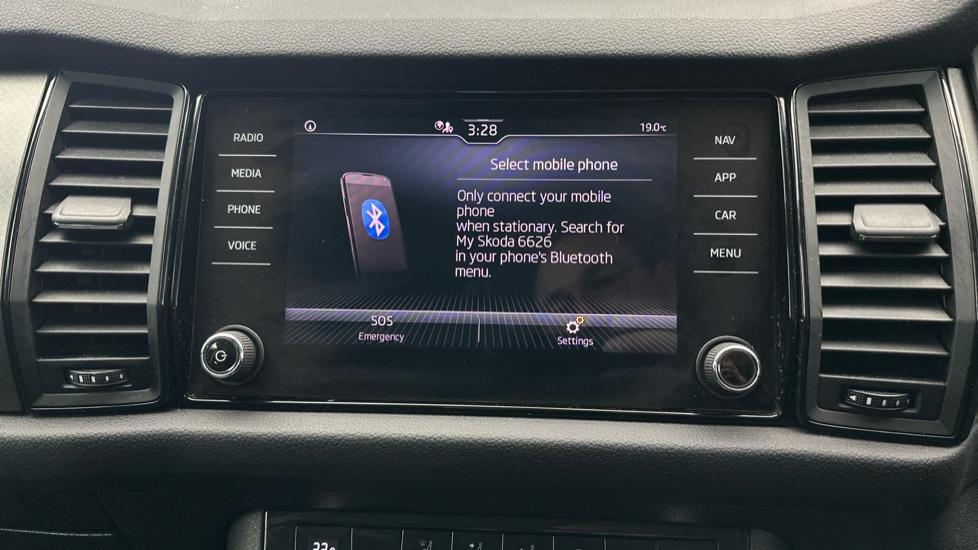 RADIO
MEDIA
PHONE
VOICE
3:28
19.0°C
Select mobile phone
Only connect your mobile
phone
when stationary. Search for
My Skoda 6626
in your phone's Bluetooth
menu.
SOS
Emergency
Settings
NAV
APP
CAR
MENU